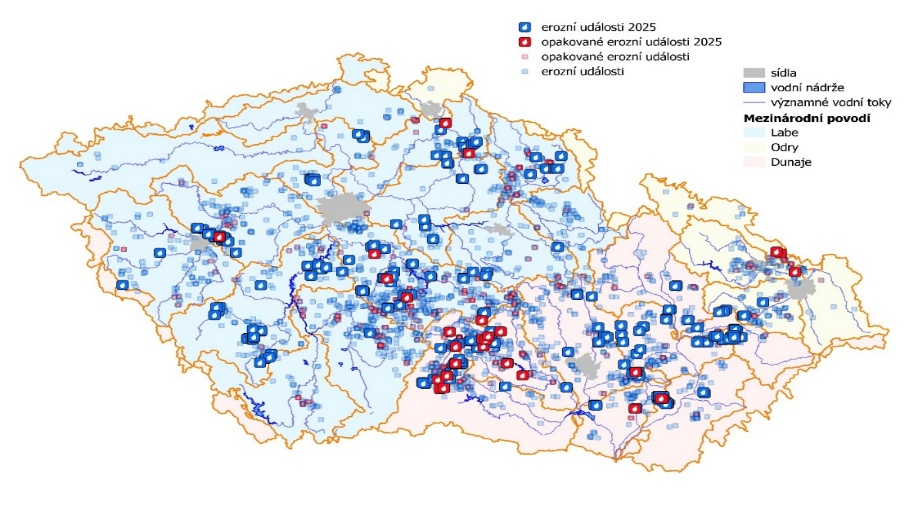 erozní události 2025
opakované erozní události 2025
opakované erozní události
erozní události
sídla
vodní nádrže
významné vodní toky
Mezinárodní povodí
Labe
Odry
Dunaje